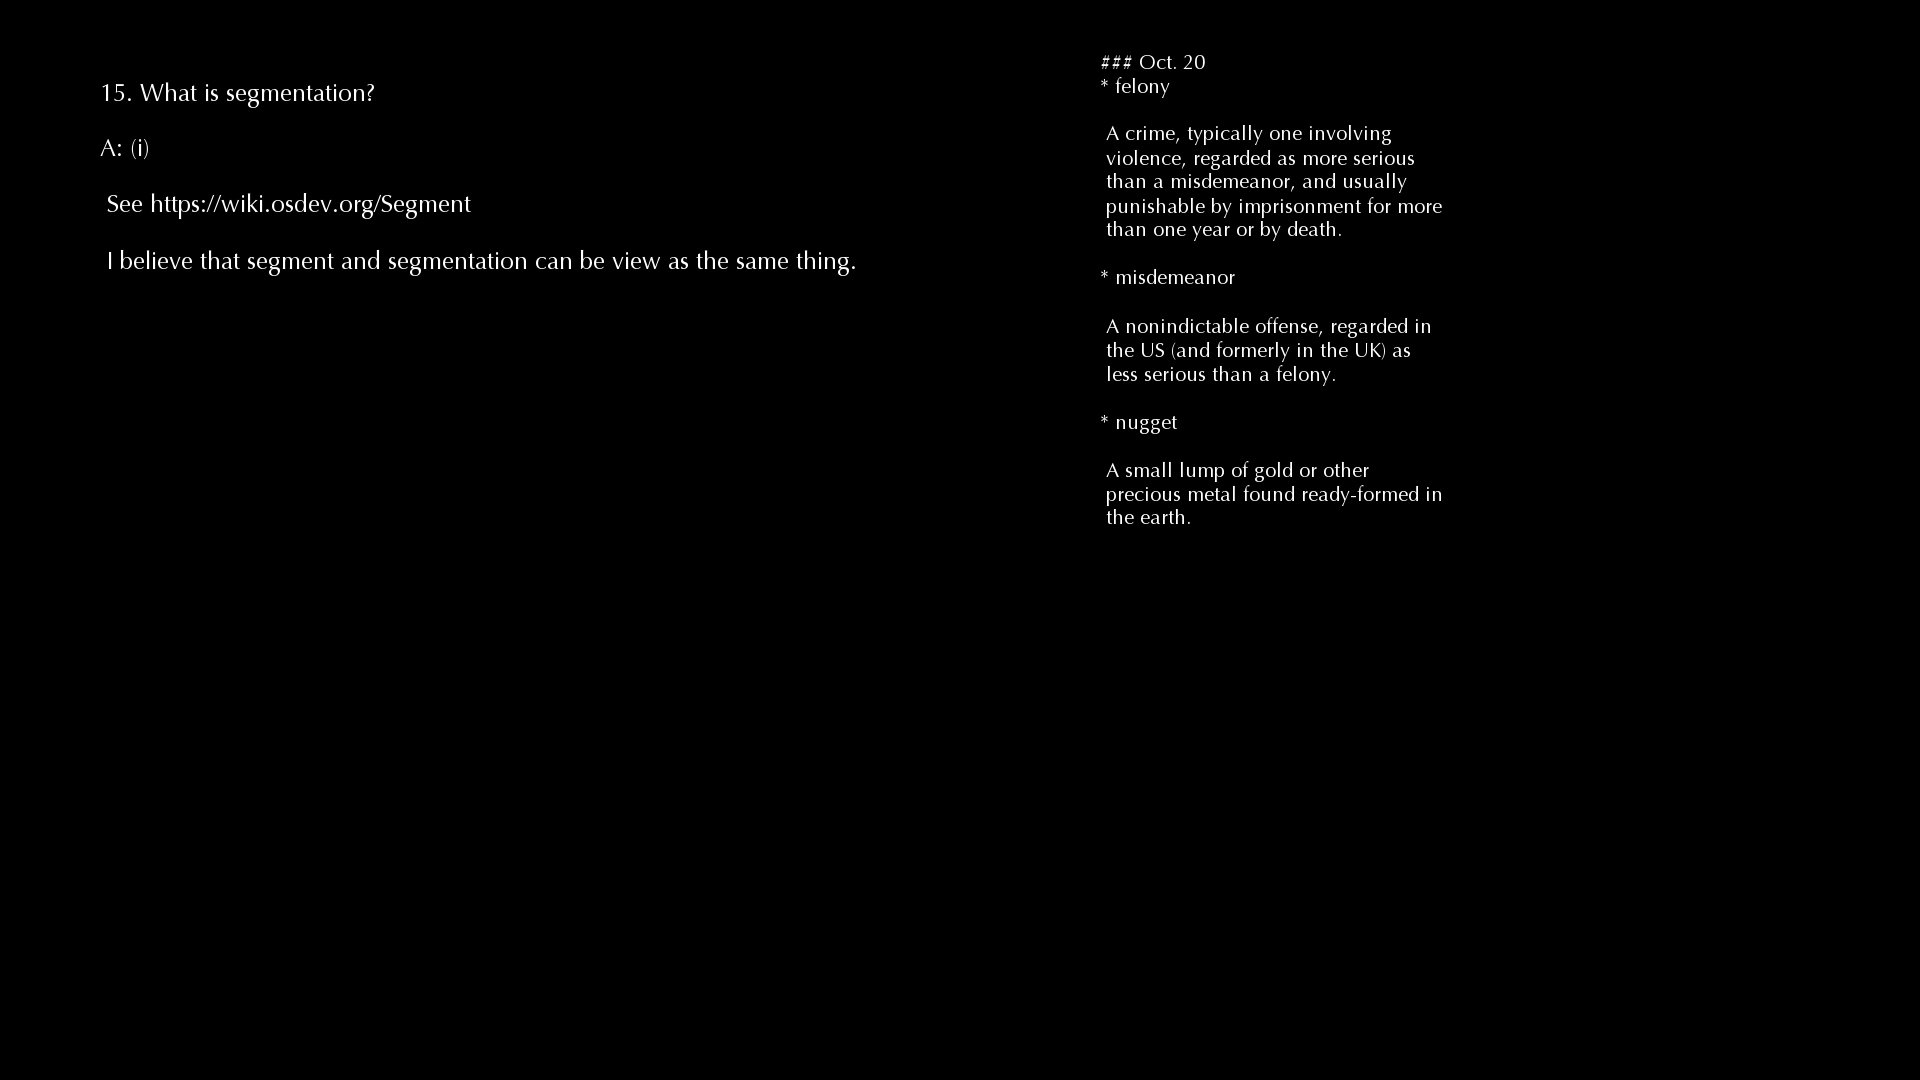 15. What is segmentation?
A: (i)
See https://wiki.osdev.org/Segment
I believe that segment and segmentation can be view as the same thing.
### Oct. 20
* felony
A crime, typically one involving
violence, regarded as more serious
than a misdemeanor, and usually
punishable by imprisonment for more
than one year or by death.
* misdemeanor
A nonindictable offense, regarded in
the US (and formerly in the UK) as
less serious than a felony.
* nugget
A small lump of gold or other
precious metal found ready-formed in
the earth.